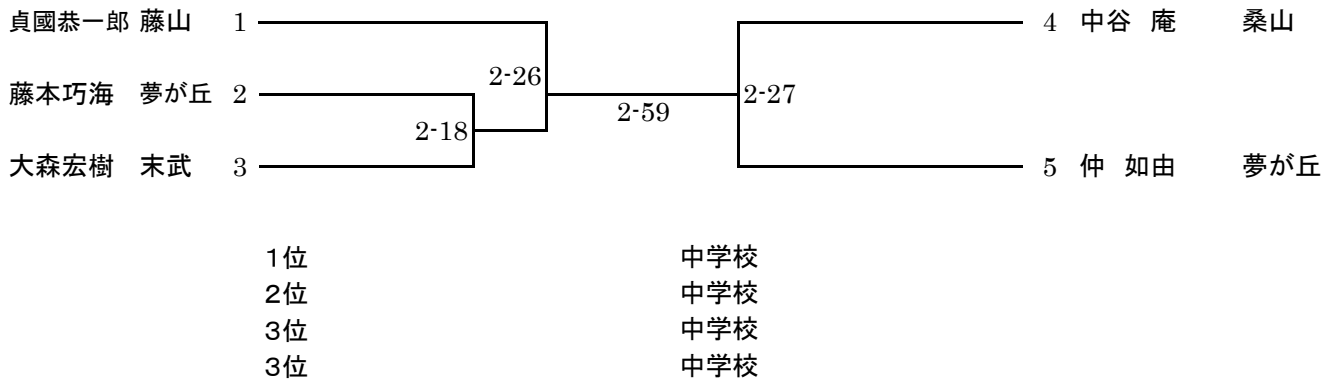 貞國恭一郎 藤山 1 4 中谷 庵 桑山
2-26
藤本巧海 夢が丘 2 2-59 2-27
2-18
大森宏樹 末武 3 5 仲 如由 夢が丘
1位 中学校
2位 中学校
3位 中学校
3位 中学校